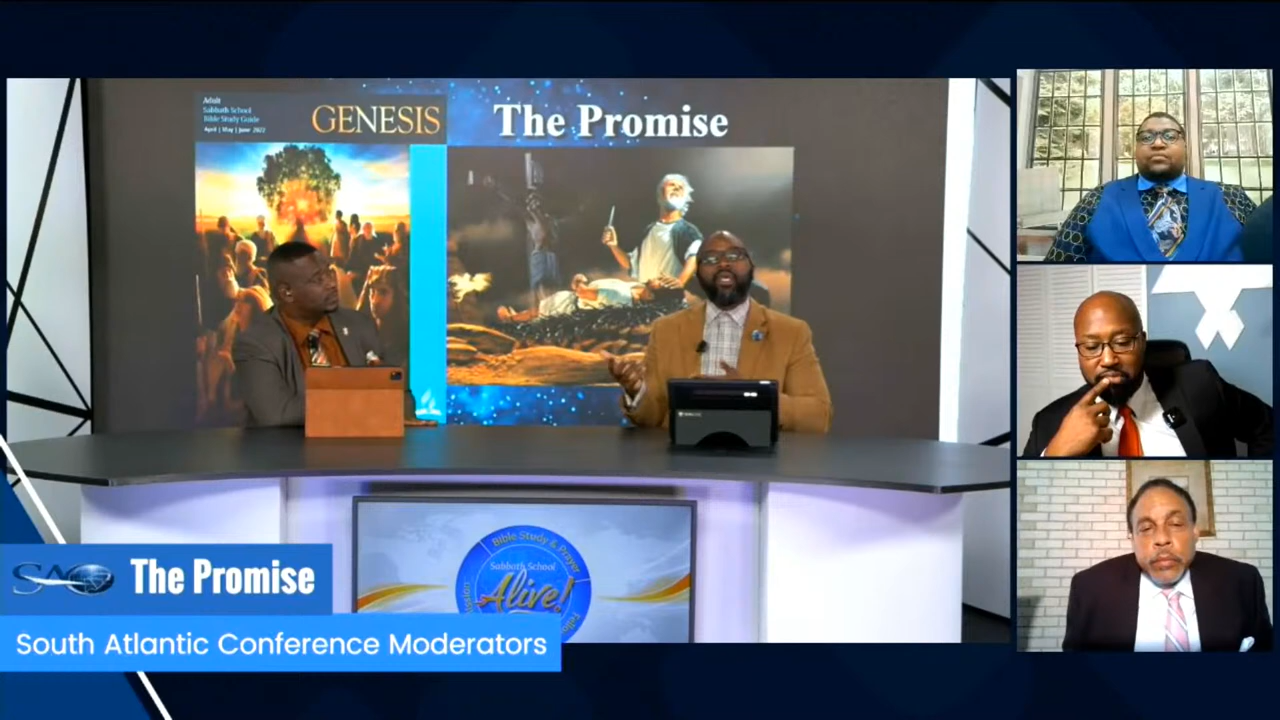 Adult
Sabbath School
Bible Study Guide
April | May | June 2022
GENESIS
The Promise
Bible Study & Prayer
Sabbath School
Alive!
SAC
The Promise
South Atlantic Conference Moderators